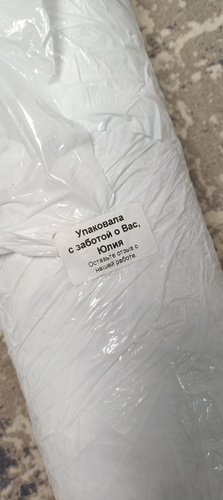 Упаковала
с заботой о Вас,
Юлия
Оставьте отзыв о
нашей работе.